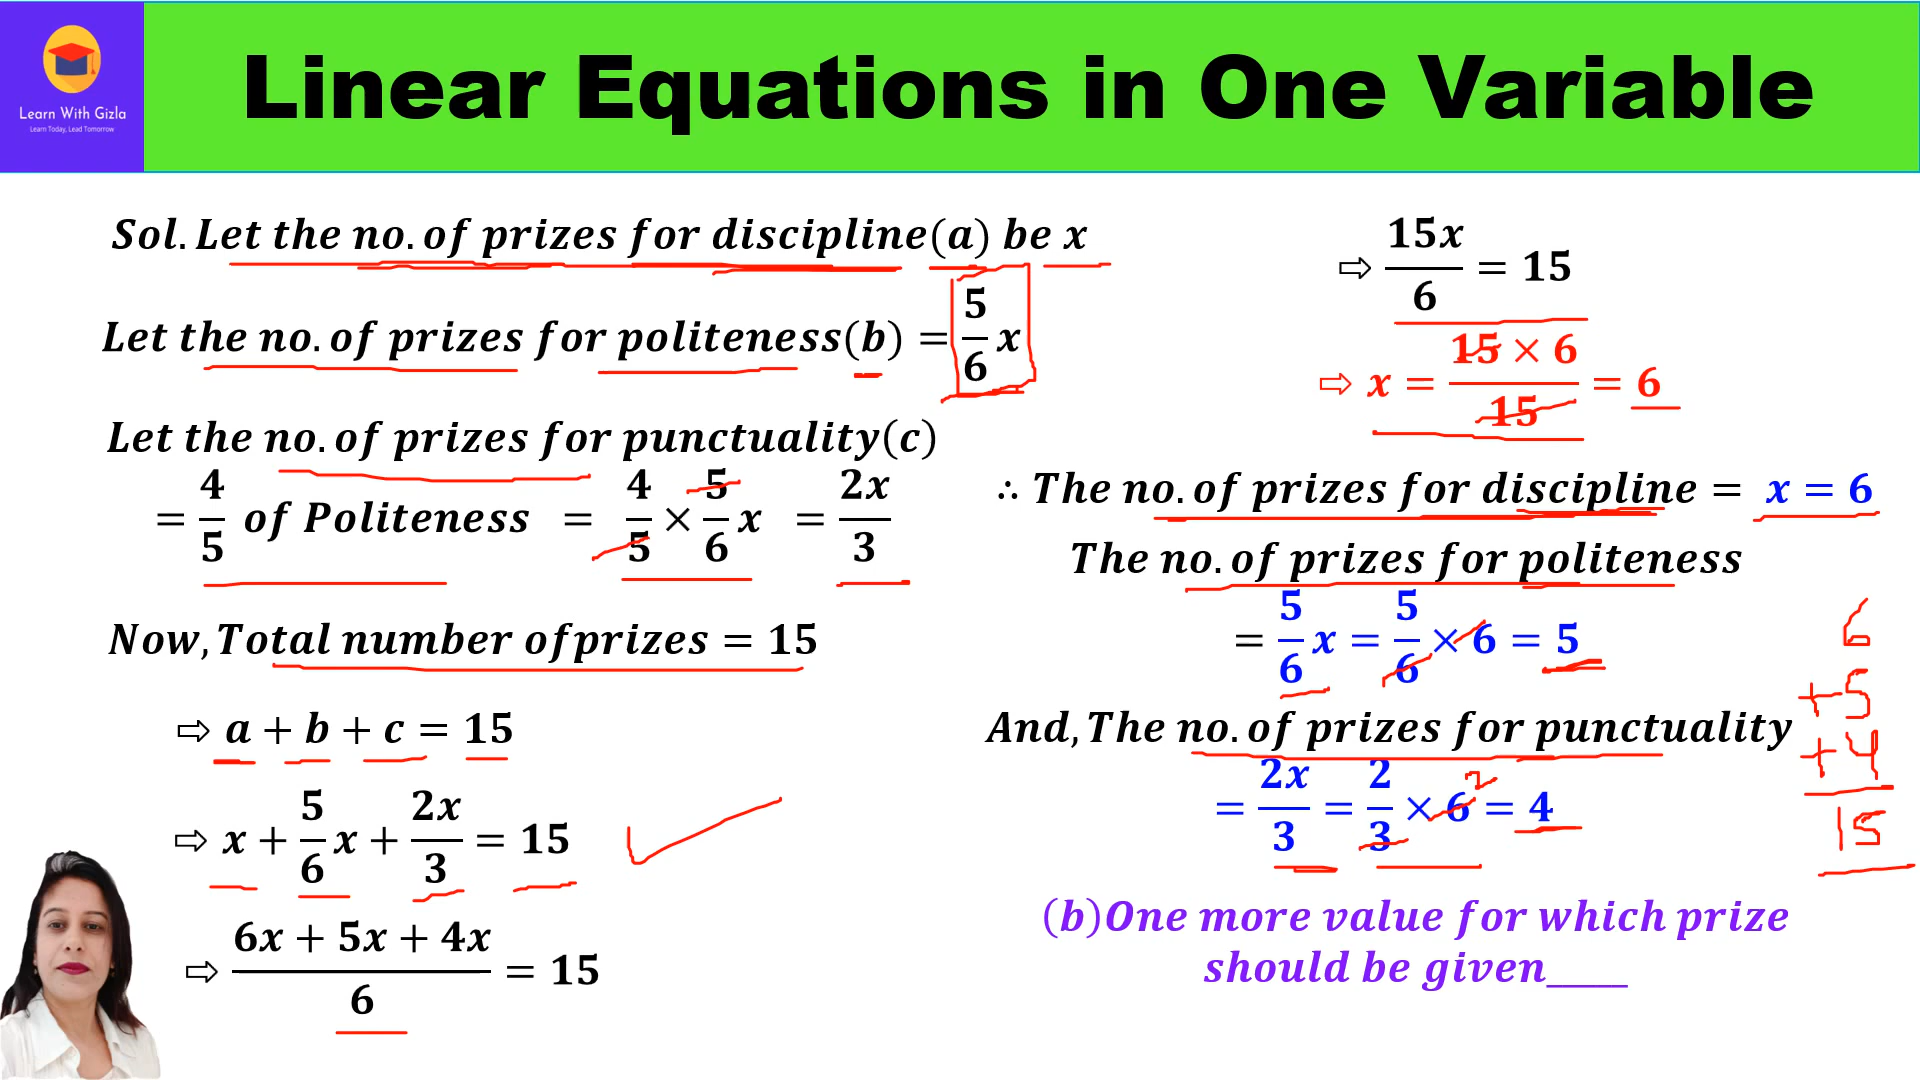 Linear Equations in One Variable
Learn With Gizla
Learn Today, Lead Tomorrow
Sol. Let the no. of prizes for discipline(a) be x
Let the no. of prizes for politeness(b) = 5/6 x
Let the no. of prizes for punctuality(c)
= 4/5 of Politeness = 4/5 × 5/6 x = 2x/3
Now, Total number ofprizes = 15
⇨ a + b + c = 15
⇨ x + 5/6 x + 2x/3 = 15
⇨ (6x + 5x + 4x)/6 = 15
⇨ 15x/6 = 15
⇨ x = (15 × 6)/15 = 6
∴ The no. of prizes for discipline = x = 6
The no. of prizes for politeness
= 5/6 x = 5/6 × 6 = 5
And, The no. of prizes for punctuality
= 2x/3 = 2/3 × 6 = 4
2
6
+5
+4
15
(b)One more value for which prize
should be given____